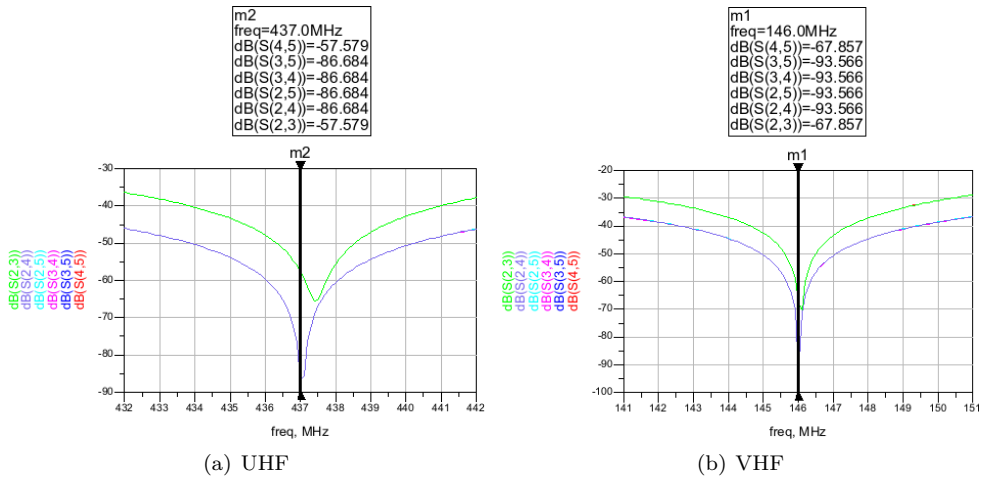 m2
freq=437.0MHz
dB(S(4,5))=-57.579
dB(S(3,5))=-86.684
dB(S(3,4))=-86.684
dB(S(2,5))=-86.684
dB(S(2,4))=-86.684
dB(S(2,3))=-57.579
m2
-30
-40
-50
-60
-70
-80
-90
432 433 434 435 436 437 438 439 440 441 442
freq, MHz
dB(S(2,3))
dB(S(2,4))
dB(S(2,5))
dB(S(3,4))
dB(S(3,5))
dB(S(4,5))
(a) UHF
m1
freq=146.0MHz
dB(S(4,5))=-67.857
dB(S(3,5))=-93.566
dB(S(3,4))=-93.566
dB(S(2,5))=-93.566
dB(S(2,4))=-93.566
dB(S(2,3))=-67.857
m1
-20
-30
-40
-50
-60
-70
-80
-90
-100
141 142 143 144 145 146 147 148 149 150 151
freq, MHz
dB(S(2,3))
dB(S(2,4))
dB(S(2,5))
dB(S(3,4))
dB(S(3,5))
dB(S(4,5))
(b) VHF